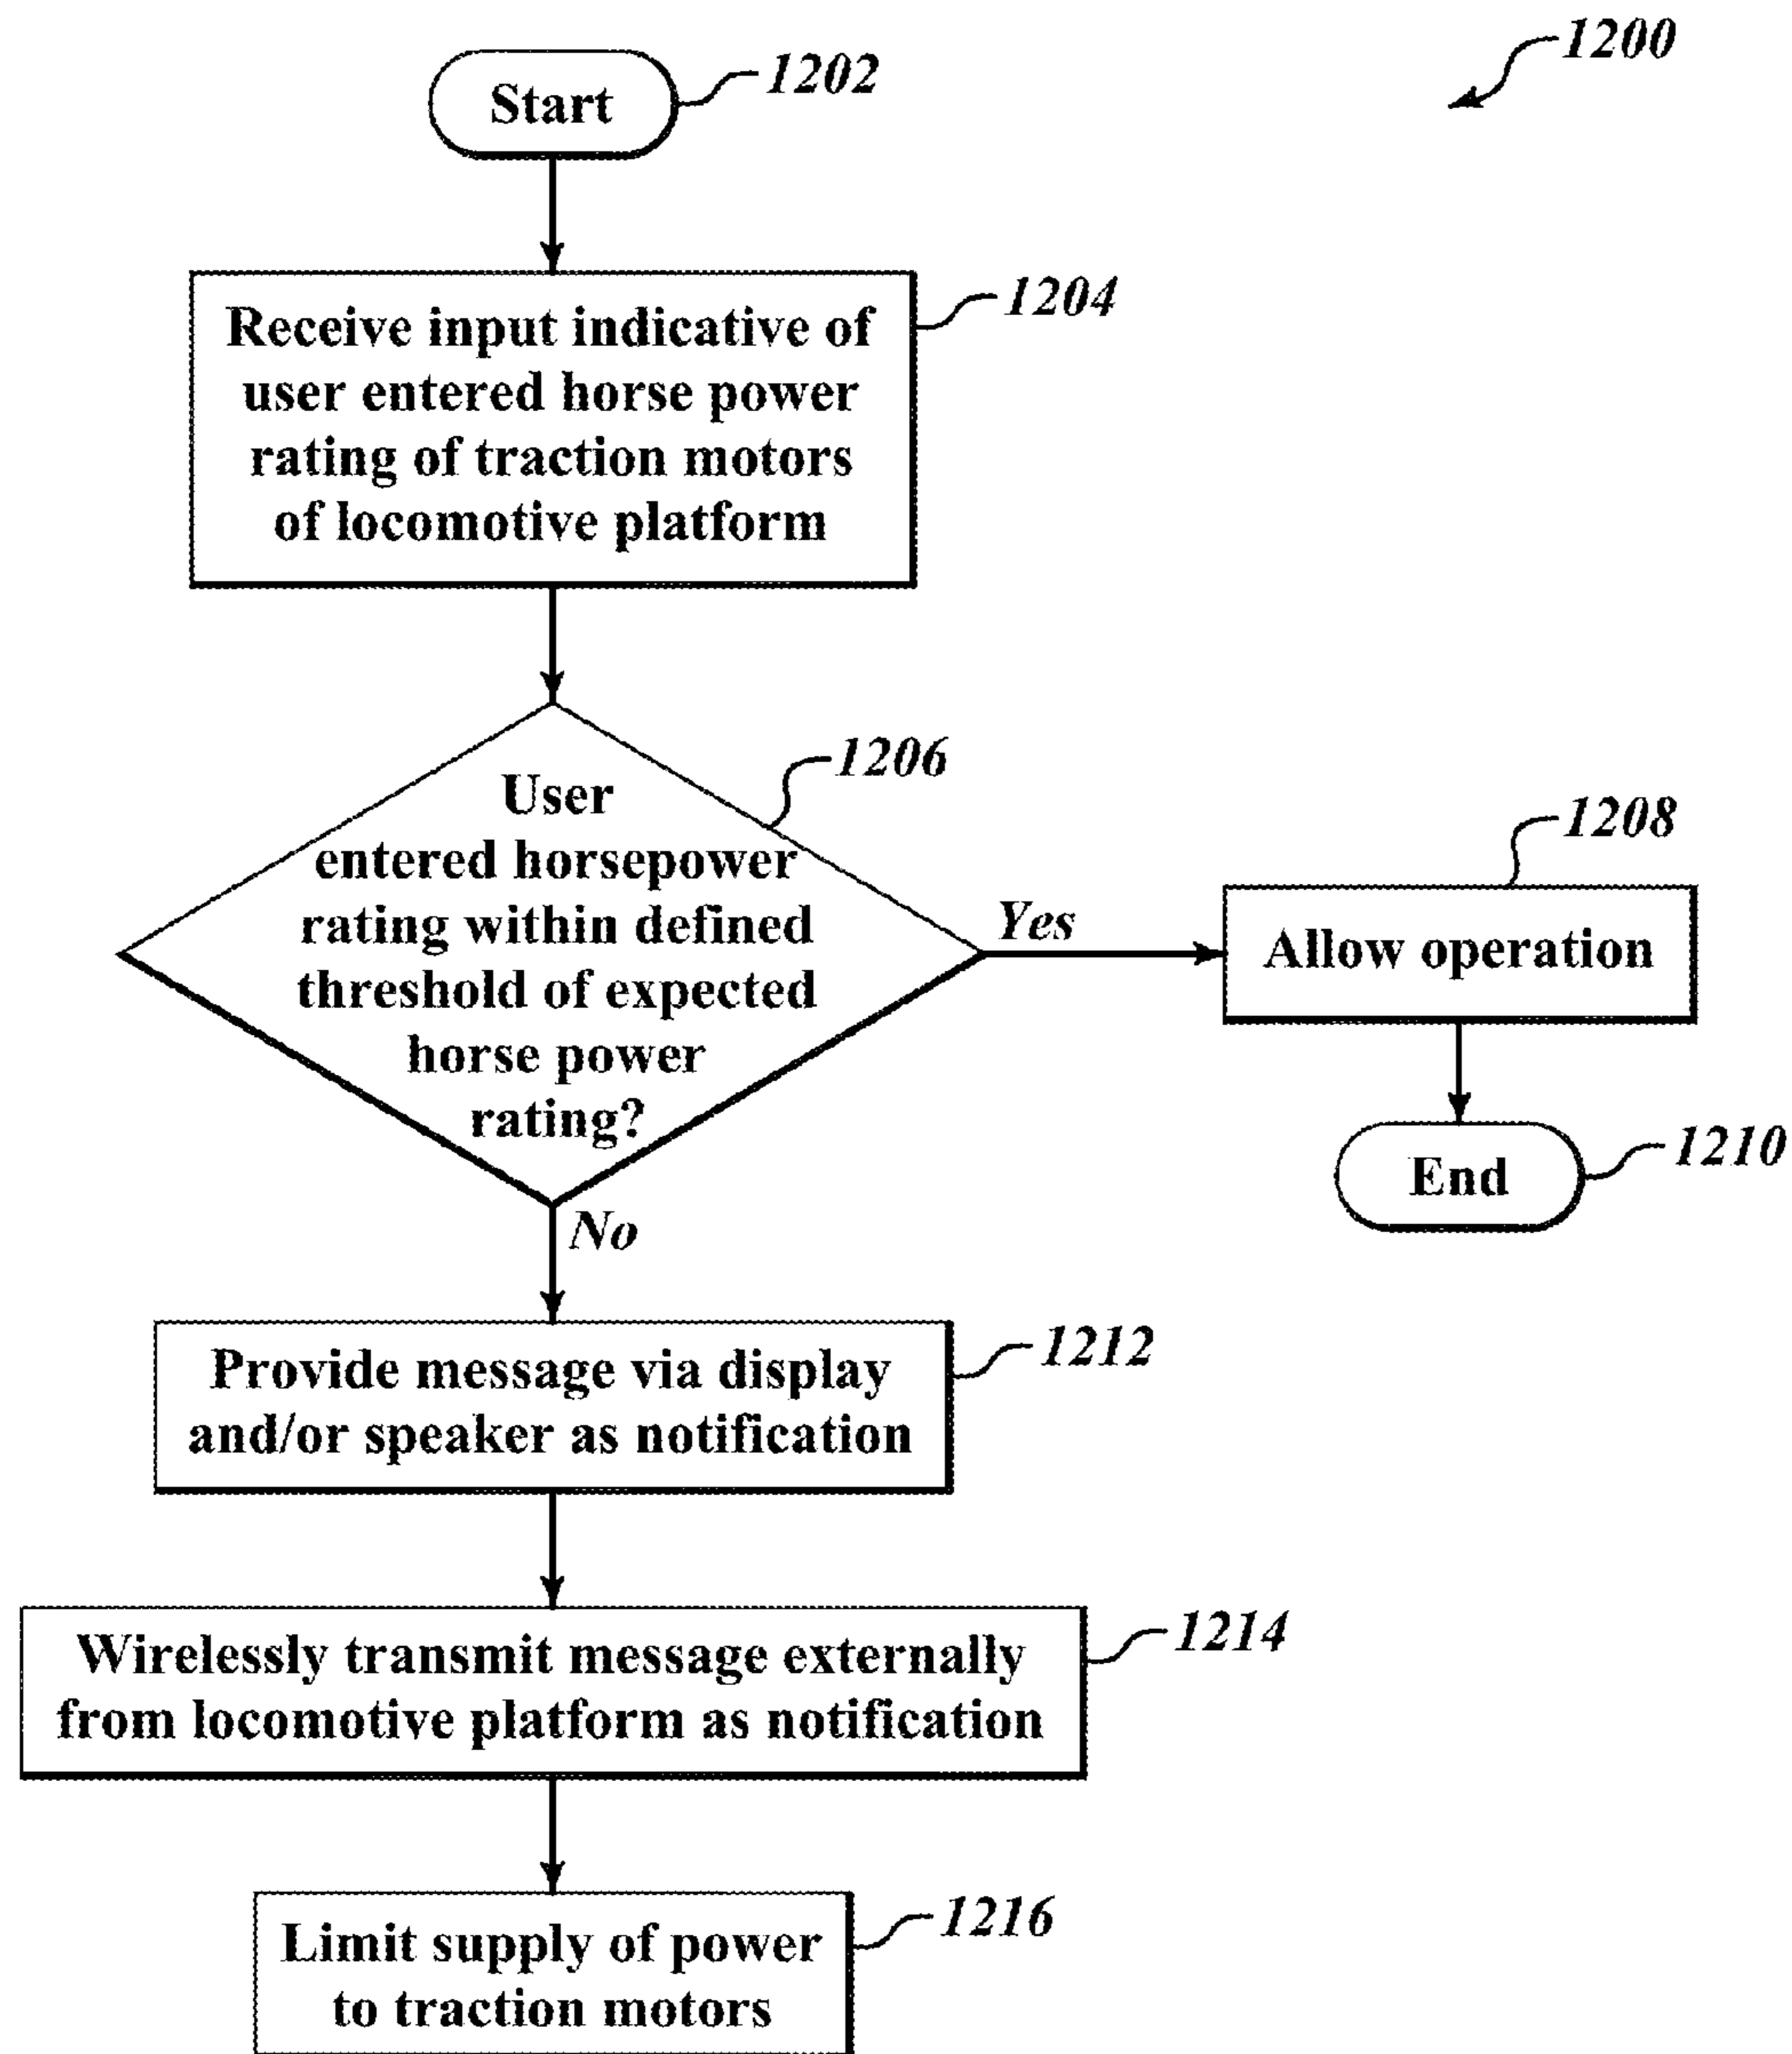 1200
Start
1202
Receive input indicative of
user entered horse power
rating of traction motors
of locomotive platform
1204
User
entered horsepower
rating within defined
threshold of expected
horse power
rating?
1206
Yes
1208
Allow operation
End
1210
No
Provide message via display
and/or speaker as notification
1212
Wirelessly transmit message externally
from locomotive platform as notification
1214
Limit supply of power
to traction motors
1216